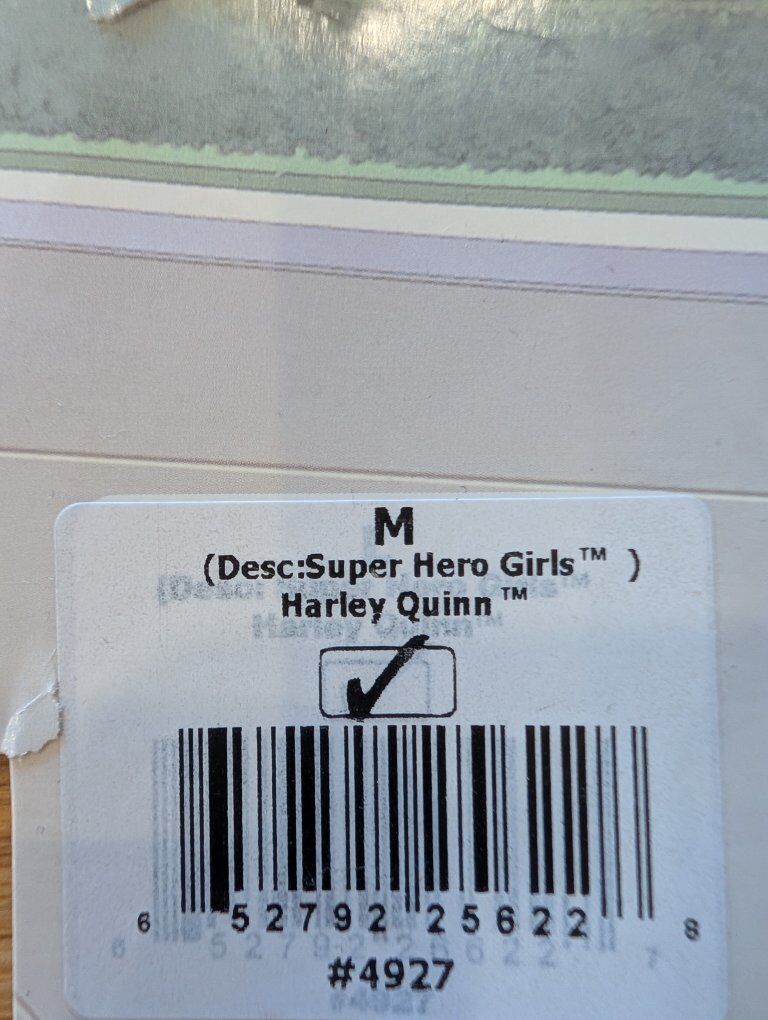 M
(Desc:Super Hero Girls™ )
Harley Quinn™
6 52792 25622 8
#4927